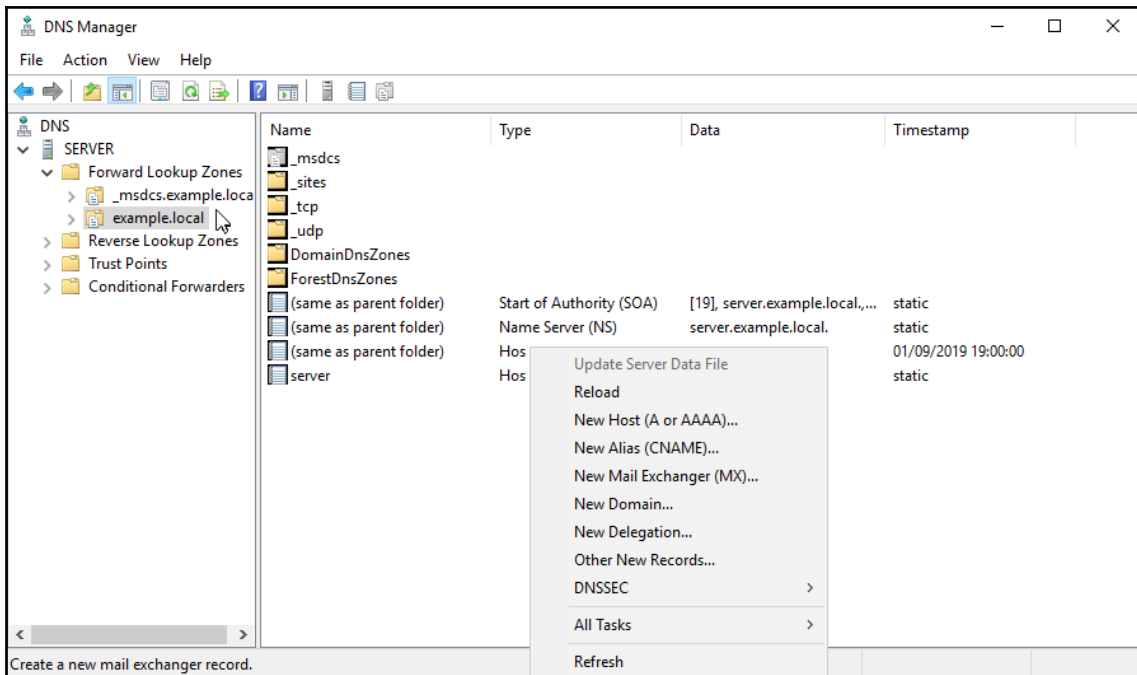 DNS Manager
File Action View Help
DNS
SERVER
Forward Lookup Zones
_msdcs.example.loca
example.local
Reverse Lookup Zones
Trust Points
Conditional Forwarders
Name Type Data Timestamp
_msdcs
_sites
_tcp
_udp
DomainDnsZones
ForestDnsZones
(same as parent folder) Start of Authority (SOA) [19], server.example.local.,... static
(same as parent folder) Name Server (NS) server.example.local. static
(same as parent folder) Hos 01/09/2019 19:00:00
server Hos static
Update Server Data File
Reload
New Host (A or AAAA)...
New Alias (CNAME)...
New Mail Exchanger (MX)...
New Domain...
New Delegation...
Other New Records...
DNSSEC
All Tasks
Refresh
Create a new mail exchanger record.